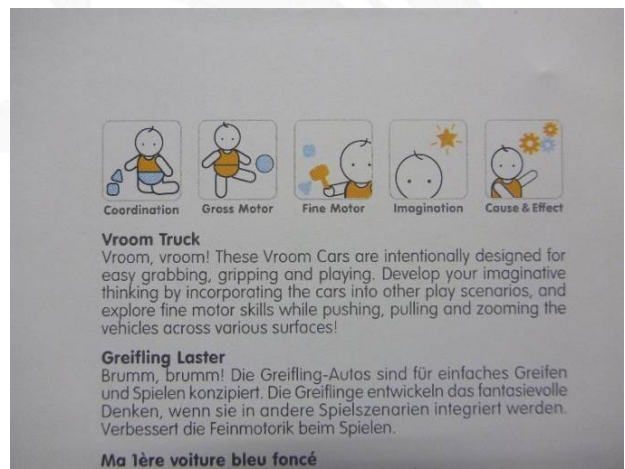 Coordination Gross Motor Fine Motor Imagination Cause & Effect
Vroom Truck
Vroom, vroom! These Vroom Cars are intentionally designed for
easy grabbing, gripping and playing. Develop your imaginative
thinking by incorporating the cars into other play scenarios, and
explore fine motor skills while pushing, pulling and zooming the
vehicles across various surfaces!
Greifling Laster
Brumm, brumm! Die Greifling-Autos sind für einfaches Greifen
und Spielen konzipiert. Die Greiflinge entwickeln das fantasievolle
Denken, wenn sie in andere Spielszenarien integriert werden.
Verbessert die Feinmotorik beim Spielen.
Ma 1ère voiture bleu foncé